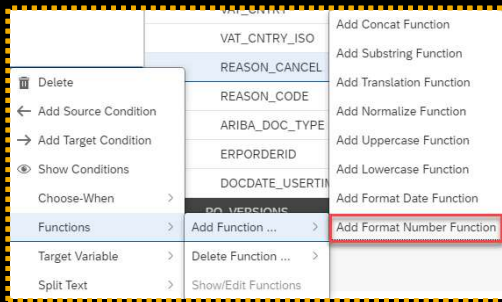 VAT_CNTRY
VAT_CNTRY_ISO
REASON_CANCEL
REASON_CODE
ARIBA_DOC_TYPE
ERPORDERID
DOCDATE_USERTIM
PO_VERSIONS
Delete
Add Source Condition
Add Target Condition
Show Conditions
Choose-When
Functions
Target Variable
Split Text
Add Function ...
Delete Function ...
Show/Edit Functions
Add Concat Function
Add Substring Function
Add Translation Function
Add Normalize Function
Add Uppercase Function
Add Lowercase Function
Add Format Date Function
Add Format Number Function